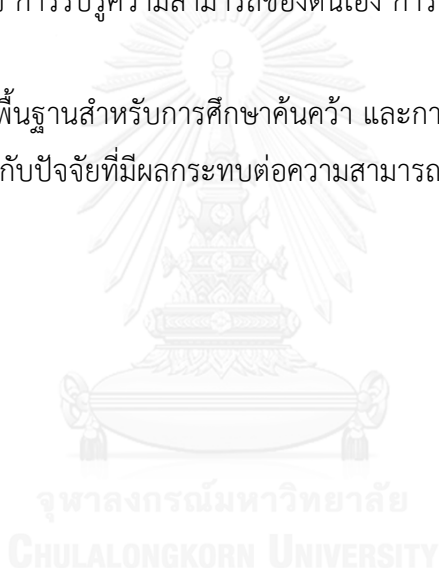 การรับรู้ความสามารถของตนเอง การ
พื้นฐานสำหรับการศึกษาค้นคว้า และกา
กับปัจจัยที่มีผลกระทบต่อความสามารถ
จุฬาลงกรณ์มหาวิทยาลัย
CHULALONGKORN UNIVERSITY